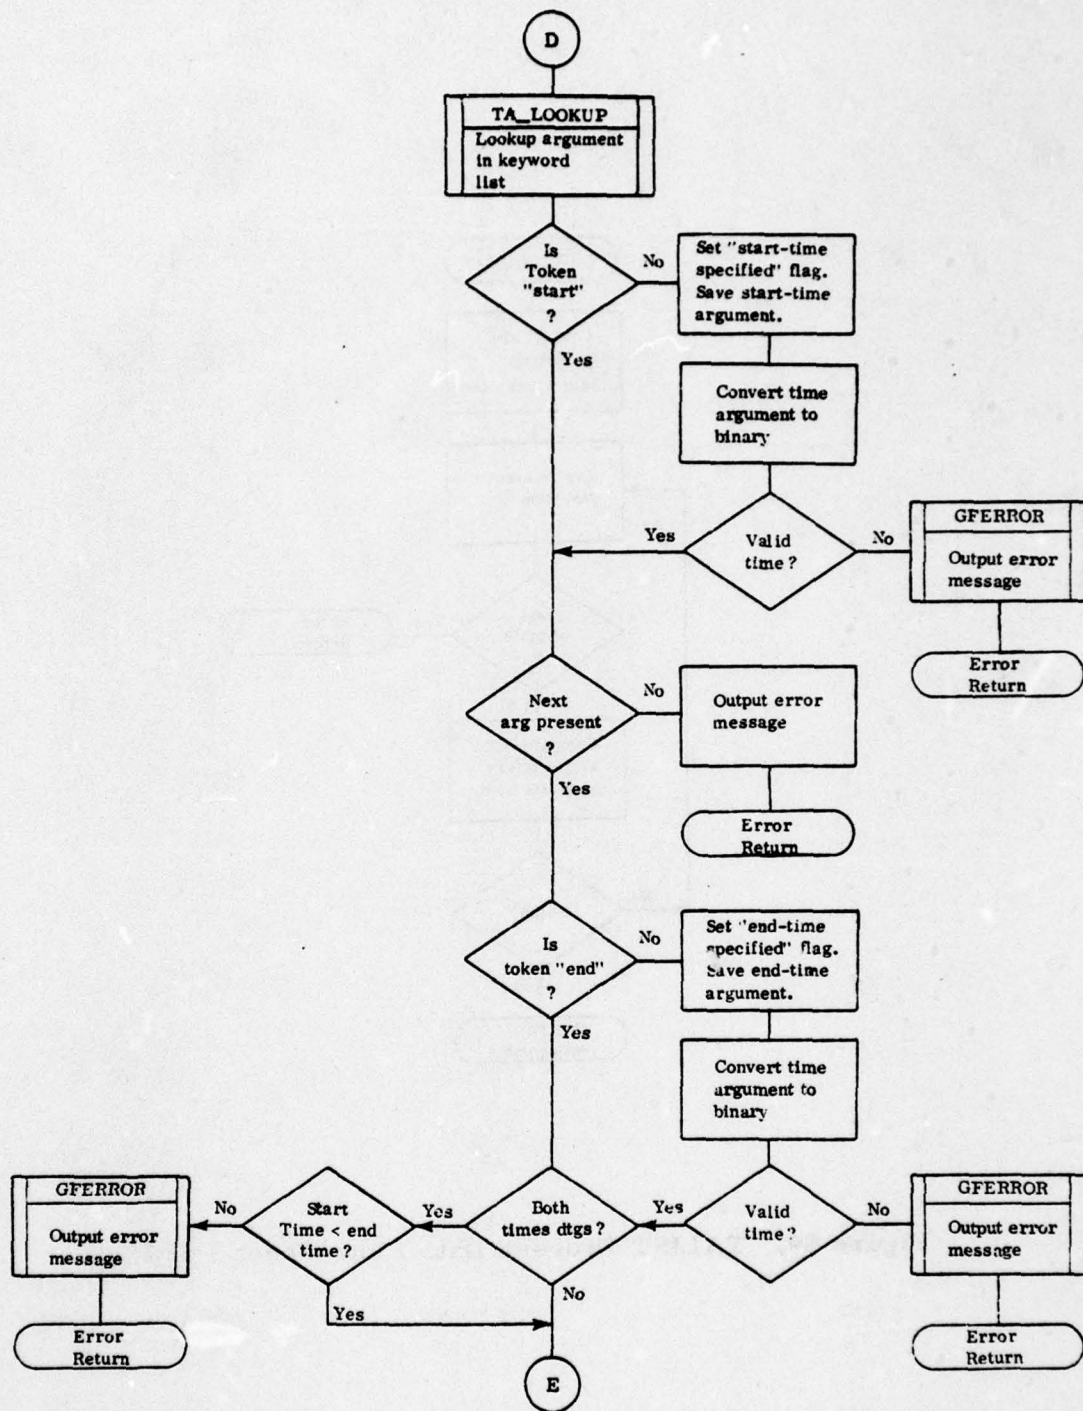 D
TA_LOOKUP
Lookup argument
in keyword
list
Is
Token
"start"
?
No
Set "start-time
specified" flag.
Save start-time
argument.
Yes
Convert time
argument to
binary
Yes
Valid
time?
No
GFERROR
Output error
message
Error
Return
Next
arg present
?
No
Output error
message
Yes
Error
Return
Is
token "end"
?
No
Set "end-time
specified" flag.
Save end-time
argument.
Yes
Convert time
argument to
binary
GFERROR
Output error
message
No
Start
Time < end
time?
Yes
Both
times dtgs?
Yes
Valid
time?
No
GFERROR
Output error
message
Yes
No
Error
Return
Error
Return
E